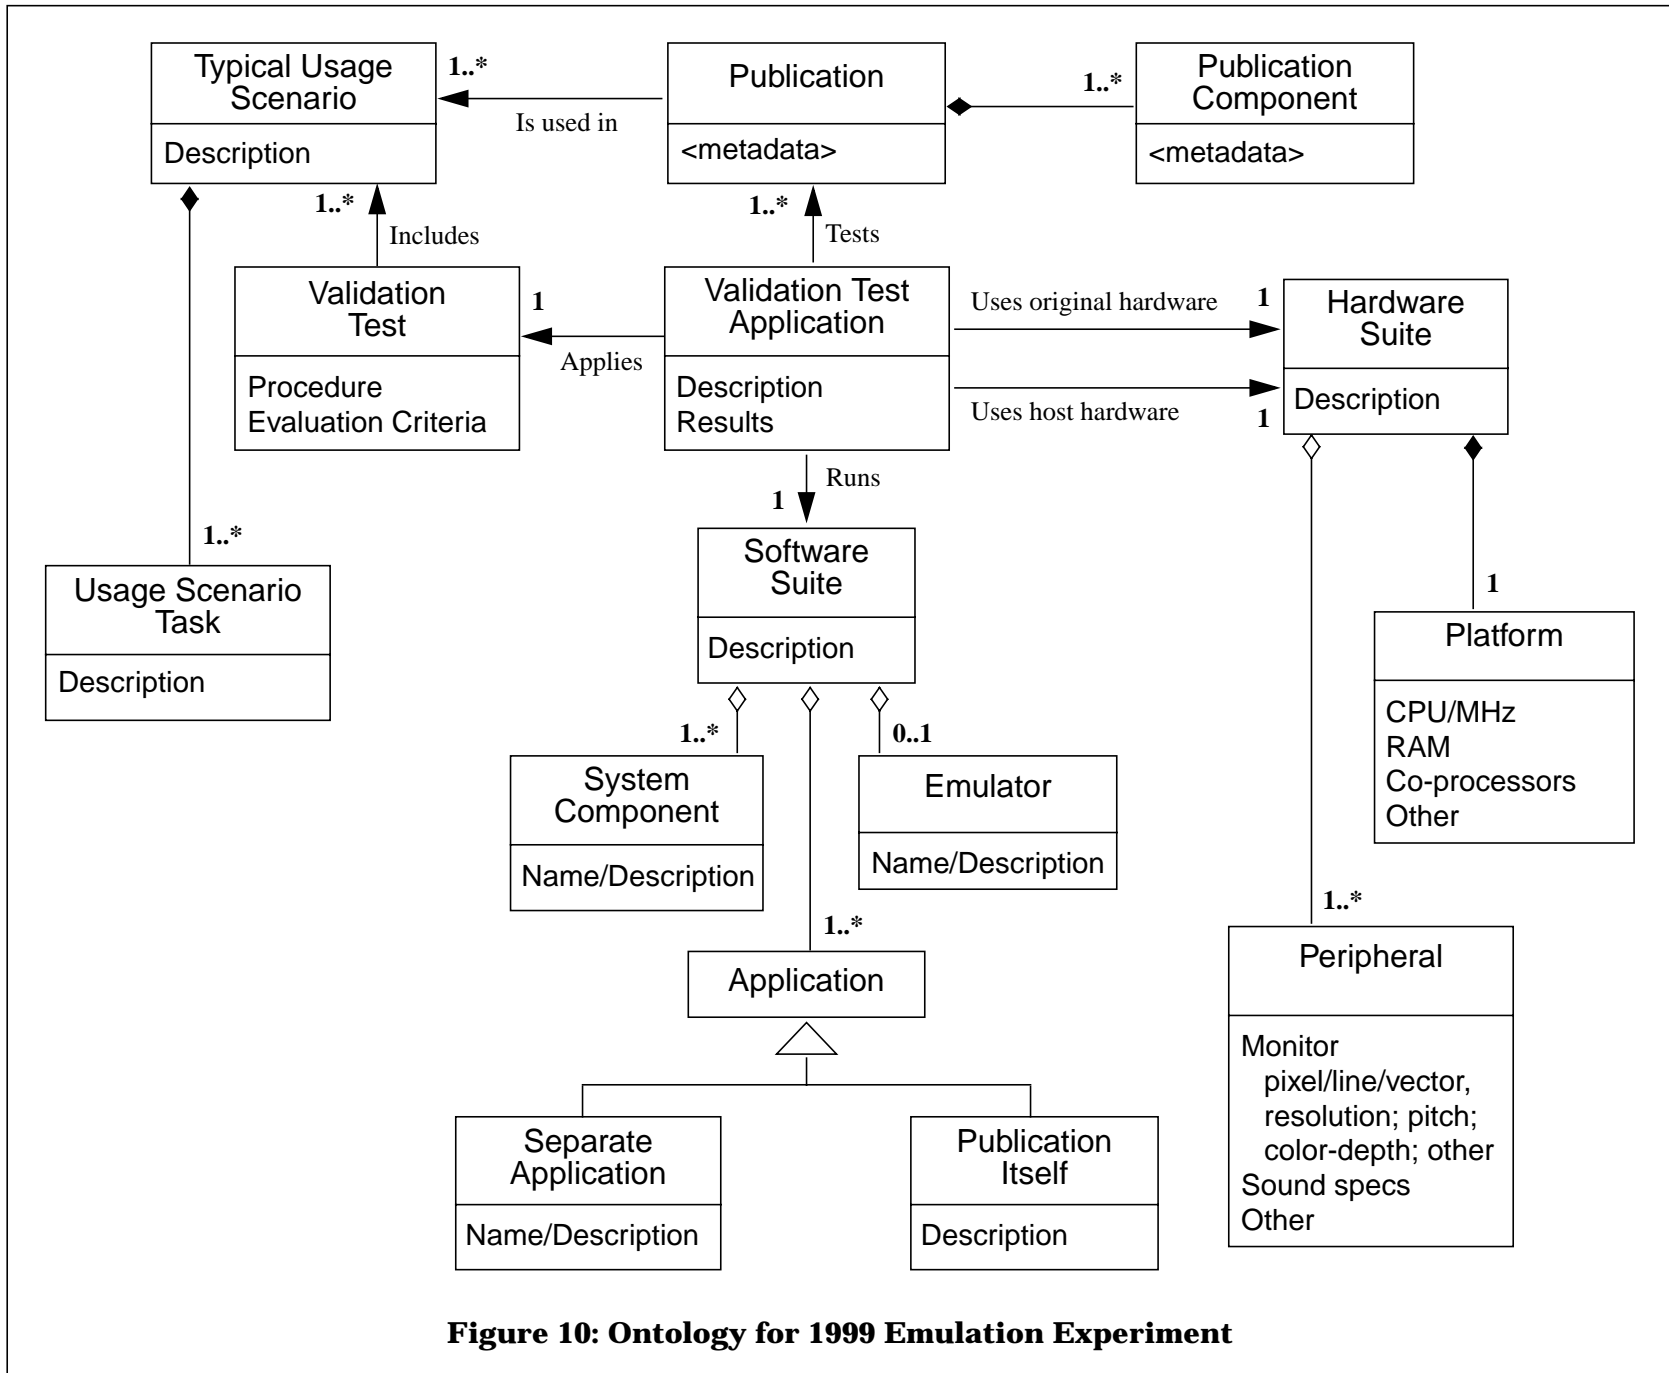 Typical Usage
Scenario
Description
1..*
Is used in
Publication
<metadada>
1..*
Publication
Component
<metadada>
1..*
Includes
1..*
Tests
Validation
Test
Procedure
Evaluation Criteria
1
Applies
Validation Test
Application
Description
Results
Uses original hardware
1
Uses host hardware
1
Hardware
Suite
Description
Runs
1
1..*
Usage Scenario
Task
Description
Software
Suite
Description
1
Platform
CPU/MHz
RAM
Co-processors
Other
1..*
0..1
System
Component
Name/Description
Emulator
Name/Description
1..*
Application
1..*
Peripheral
Monitor
pixel/line/vector,
resolution; pitch;
color-depth; other
Sound specs
Other
Separate
Application
Name/Description
Publication
Itself
Description
Figure 10: Ontology for 1999 Emulation Experiment